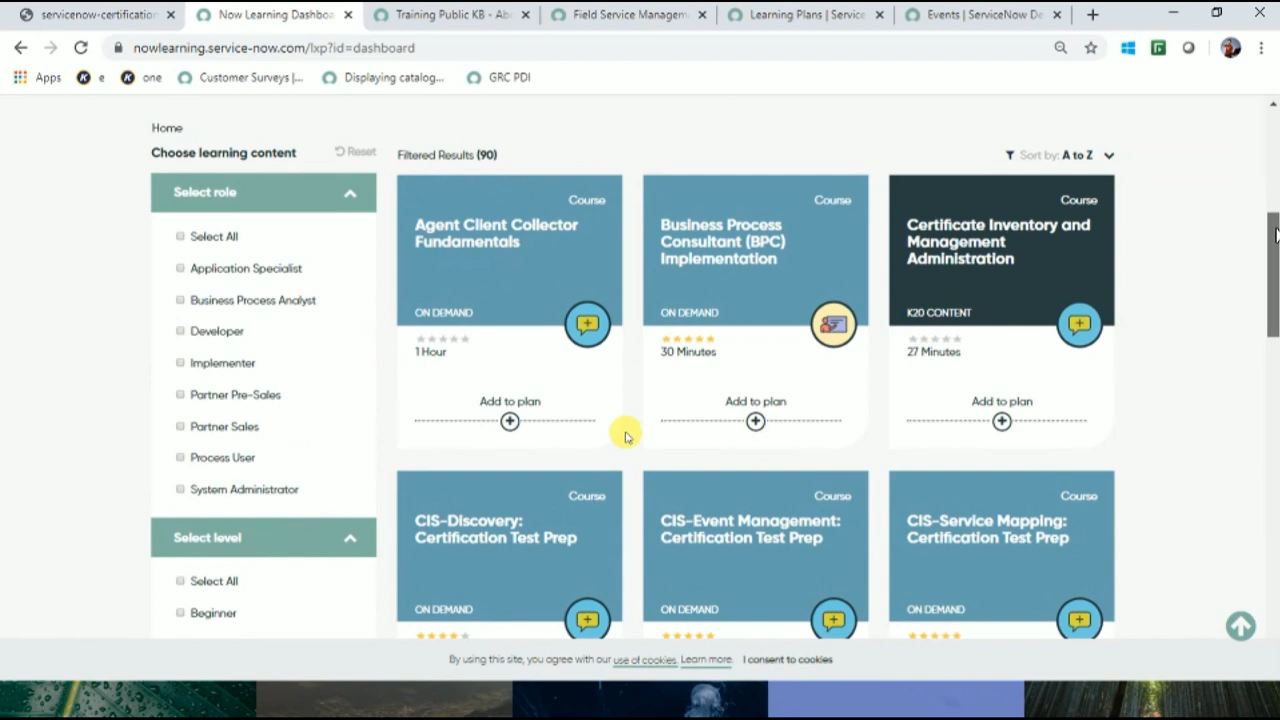 servicenow-certification
Now Learning Dashboa
Training Public KB - Abo
Field Service Managem
Learning Plans | Service
Events | ServiceNow De
nowlearning.service-now.com/lxp?id=dashboard
Apps
e
one
Customer Surveys |...
Displaying catalog...
GRC PDI
Home
Choose learning content
Reset
Filtered Results (90)
Sort by: A to Z
Select role
Select All
Application Specialist
Business Process Analyst
Developer
Implementer
Partner Pre-Sales
Partner Sales
Process User
System Administrator
Select level
Select All
Beginner
Course
Agent Client Collector
Fundamentals
ON DEMAND
1 Hour
Add to plan
Course
Business Process
Consultant (BPC)
Implementation
ON DEMAND
30 Minutes
Add to plan
Course
Certificate Inventory and
Management
Administration
K20 CONTENT
27 Minutes
Add to plan
Course
CIS-Discovery:
Certification Test Prep
ON DEMAND
Course
CIS-Event Management:
Certification Test Prep
ON DEMAND
Course
CIS-Service Mapping:
Certification Test Prep
ON DEMAND
By using this site, you agree with our use of cookies. Learn more. I consent to cookies